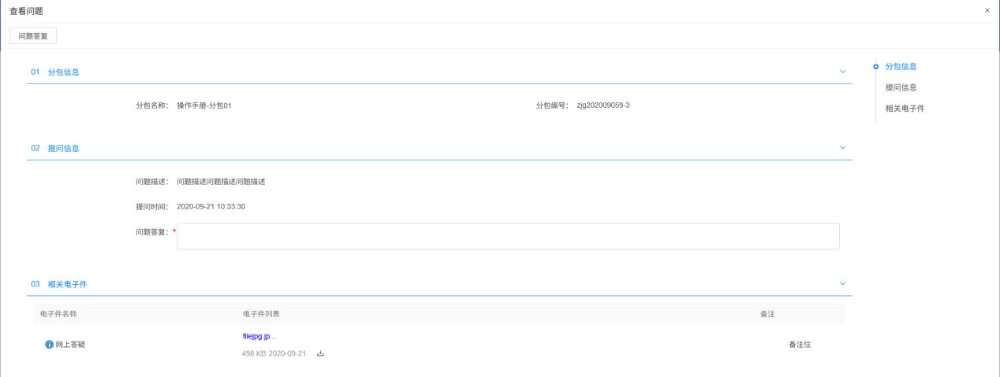 查看问题 ×
问题答复
01 分包信息
分包信息
提问信息
相关电子件
分包名称： 操作手册-分包01 分包编号： zjg202009059-3
02 提问信息
问题描述： 问题描述问题描述问题描述
提问时间： 2020-09-21 10:33:30
问题答复：*
03 相关电子件
电子件名称 电子件列表 备注
网上答疑 filejpg.jp... 备注住
498 KB 2020-09-21